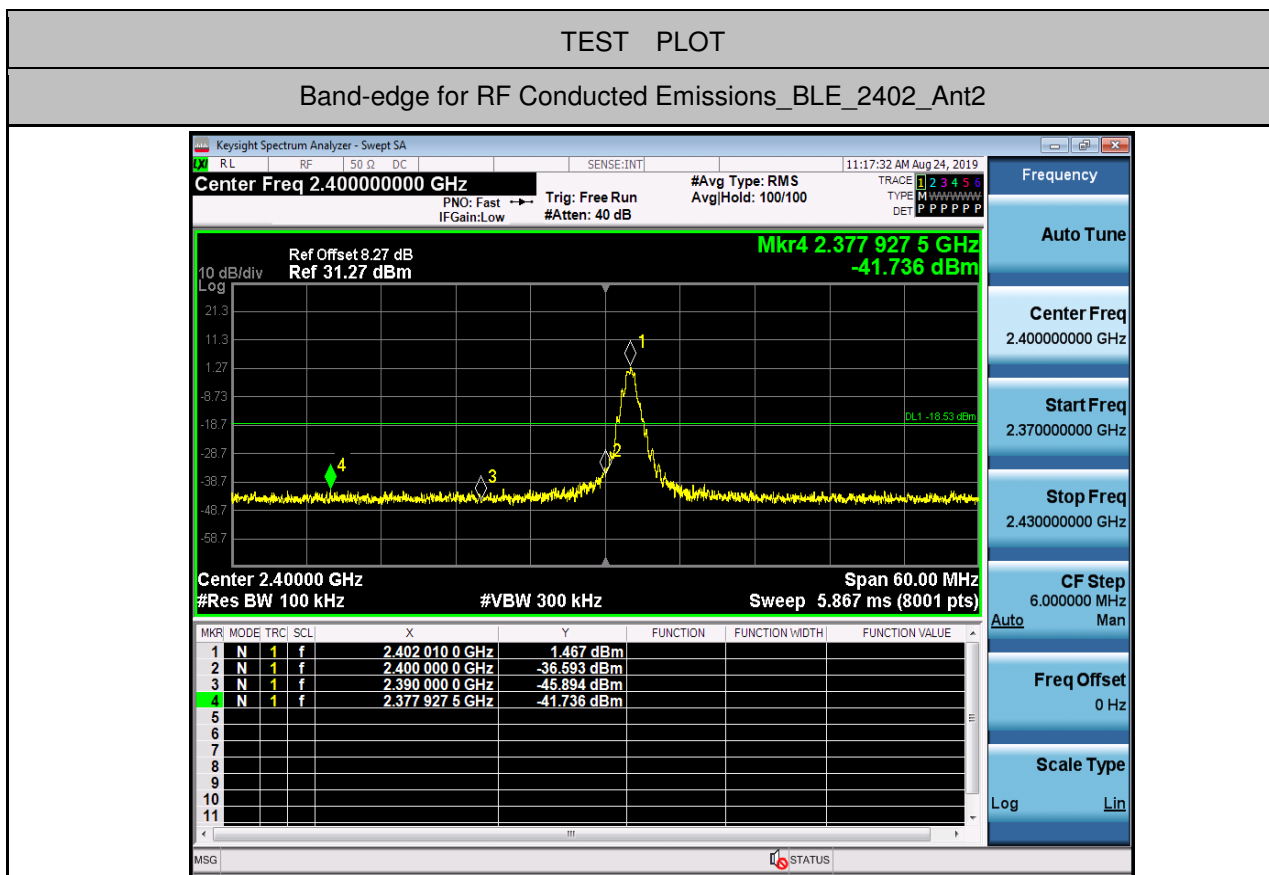 TEST PLOT
Band-edge for RF Conducted Emissions_BLE_2402_Ant2
Keysight Spectrum Analyzer - Swept SA
LXI RL RF 50 Ω DC SENSE:INT 11:17:32 AM Aug 24, 2019
Center Freq 2.400000000 GHz
PNO: Fast
IFGain:Low
Trig: Free Run
#Atten: 40 dB
#Avg Type: RMS
Avg|Hold: 100/100
TRACE 1 2 3 4 5 6
TYPE M W W W W W
DET P P P P P P
Ref Offset 8.27 dB
10 dB/div Ref 31.27 dBm
Log
Mkr4 2.377 927 5 GHz
-41.736 dBm
21.3
11.3
1.27
-8.73
-18.7
-28.7
-38.7
-48.7
-58.7
1
2
3
4
DL1 -18.53 dBm
Center 2.40000 GHz Span 60.00 MHz
#Res BW 100 kHz #VBW 300 kHz Sweep 5.867 ms (8001 pts)
MKR MODE TRC SCL X Y FUNCTION FUNCTION WIDTH FUNCTION VALUE
1 N 1 f 2.402 010 0 GHz 1.467 dBm
2 N 1 f 2.400 000 0 GHz -36.593 dBm
3 N 1 f 2.390 000 0 GHz -45.894 dBm
4 N 1 f 2.377 927 5 GHz -41.736 dBm
5
6
7
8
9
10
11
MSG STATUS
Frequency
Auto Tune
Center Freq
2.400000000 GHz
Start Freq
2.370000000 GHz
Stop Freq
2.430000000 GHz
CF Step
6.000000 MHz
Auto Man
Freq Offset
0 Hz
Scale Type
Log Lin